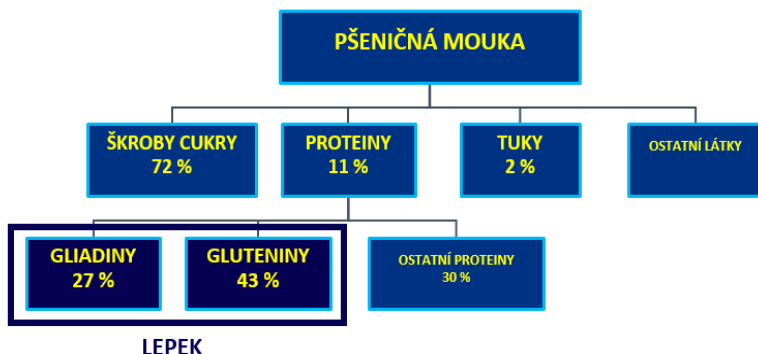 PŠENIČNÁ MOUKA
ŠKROBY CUKRY
72 %
PROTEINY
11 %
TUKY
2 %
OSTATNÍ LÁTKY
GLIADINY
27 %
GLUTENINY
43 %
OSTATNÍ PROTEINY
30 %
LEPEK